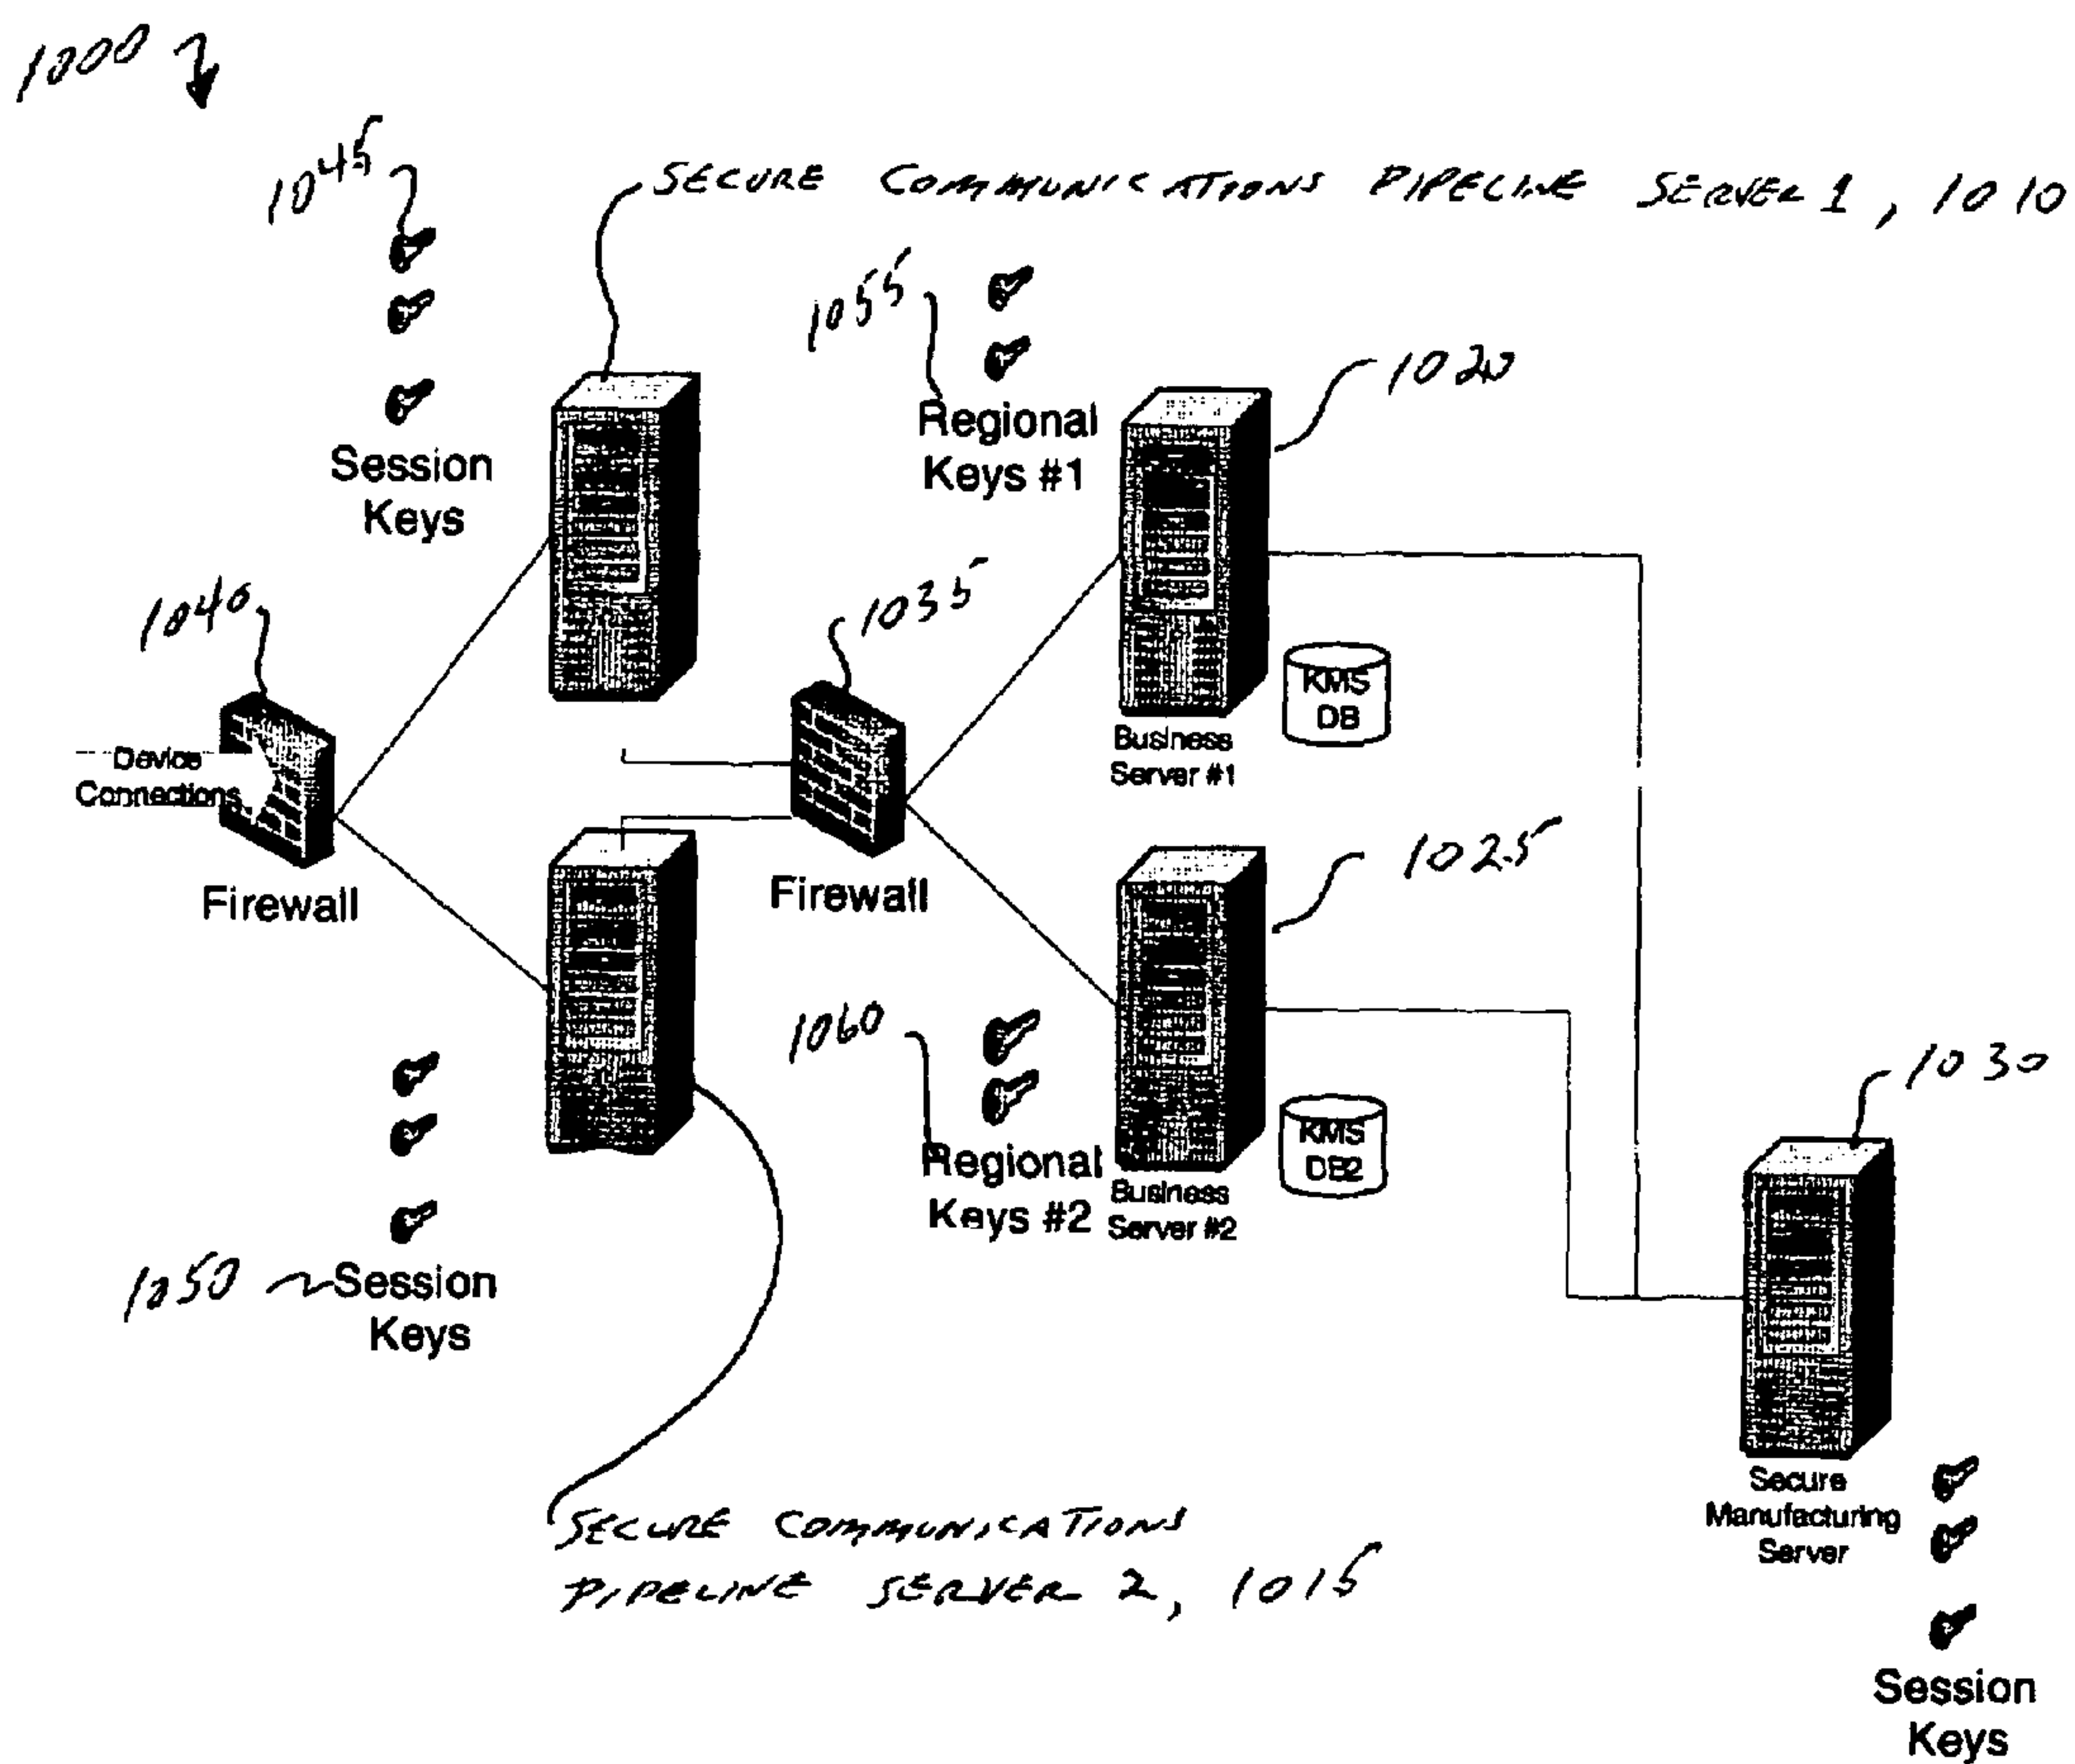 1000
1045
SECURE COMMUNICATIONS PIPELINE SERVER 1, 1010
1055
1020
Regional
Keys #1
Session
Keys
1040
1035
KMS
DB
Business
Server #1
Device
Connections
1025
Firewall
Firewall
1060
1030
KMS
DB2
Regional
Keys #2
Business
Server #2
1050
Session
Keys
Secure
Manufacturing
Server
SECURE COMMUNICATIONS
PIPELINE SERVER 2, 1015
Session
Keys